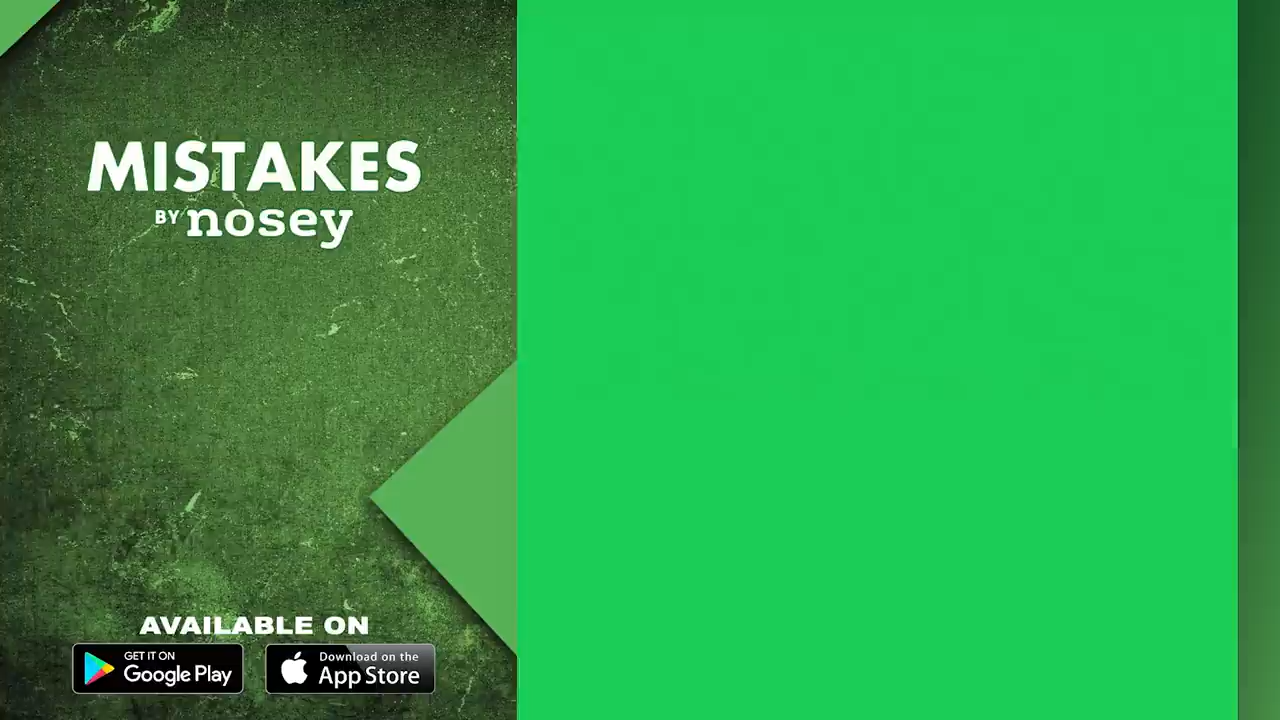 MISTAKES
BY nosey
AVAILABLE ON
GET IT ON
Google Play
Download on the
App Store